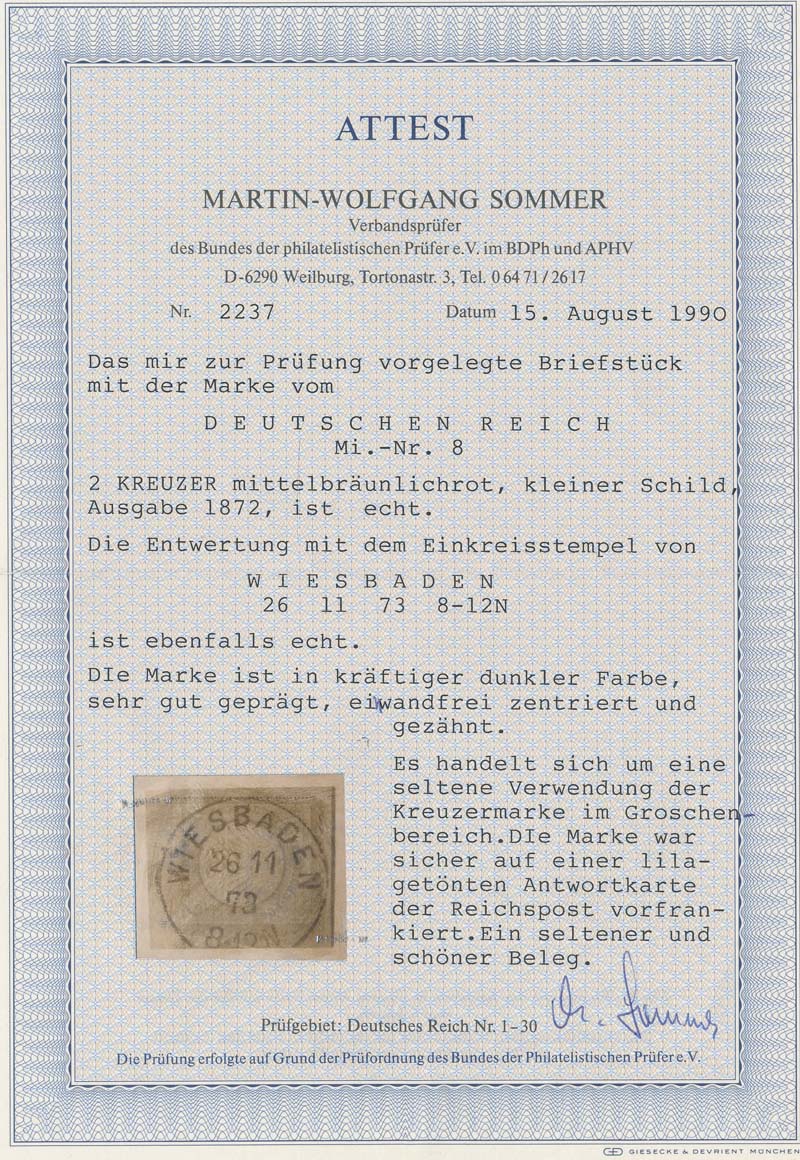 ATTEST
MARTIN-WOLFGANG SOMMER
Verbandsprüfer
des Bundes der philatelistischen Prüfer e.V. im BDPh und APHV
D-6290 Weilburg, Tortonastr. 3, Tel. 0 64 71 / 26 17
Nr. 2237 Datum 15. August 1990
Das mir zur Prüfung vorgelegte Briefstück
mit der Marke vom
D E U T S C H E N R E I C H
Mi.-Nr. 8
2 KREUZER mittelbräunlichrot, kleiner Schild,
Ausgabe 1872, ist echt.
Die Entwertung mit dem Einkreisstempel von
W I E S B A D E N
26 11 73 8-12N
ist ebenfalls echt.
DIe Marke ist in kräftiger dunkler Farbe,
sehr gut geprägt, einwandfrei zentriert und
gezähnt.
Es handelt sich um eine
seltene Verwendung der
Kreuzermarke im Groschen-
bereich.DIe Marke war
sicher auf einer lila-
getönten Antwortkarte
der Reichspost vorfran-
kiert.Ein seltener und
schöner Beleg.
WIESBADEN
26 11
73
8-12N
Prüfgebiet: Deutsches Reich Nr. 1-30
Die Prüfung erfolgte auf Grund der Prüfordnung des Bundes der Philatelistischen Prüfer e.V.
GIESECKE & DEVRIENT MÜNCHEN